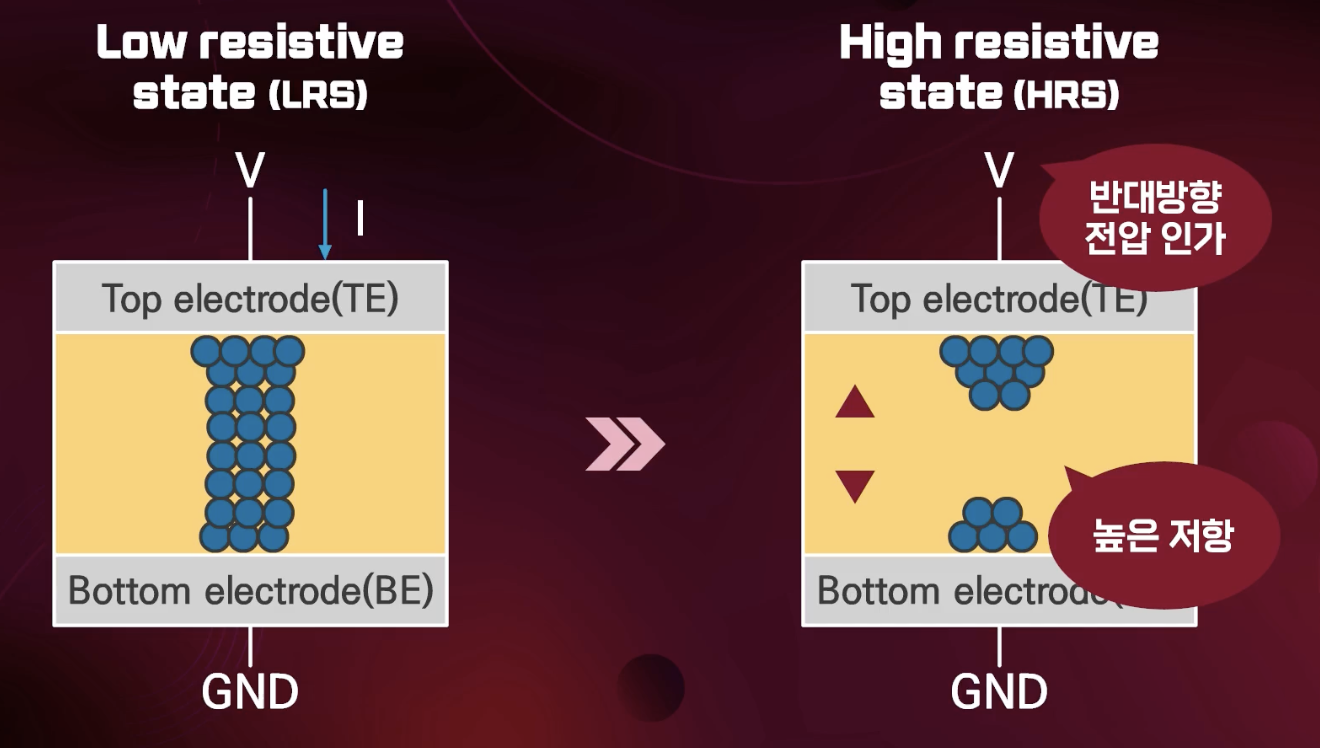 Low resistive
state (LRS)
V
I
Top electrode(TE)
Bottom electrode(BE)
GND
High resistive
state (HRS)
V
반대방향
전압 인가
Top electrode(TE)
높은 저항
Bottom
GND